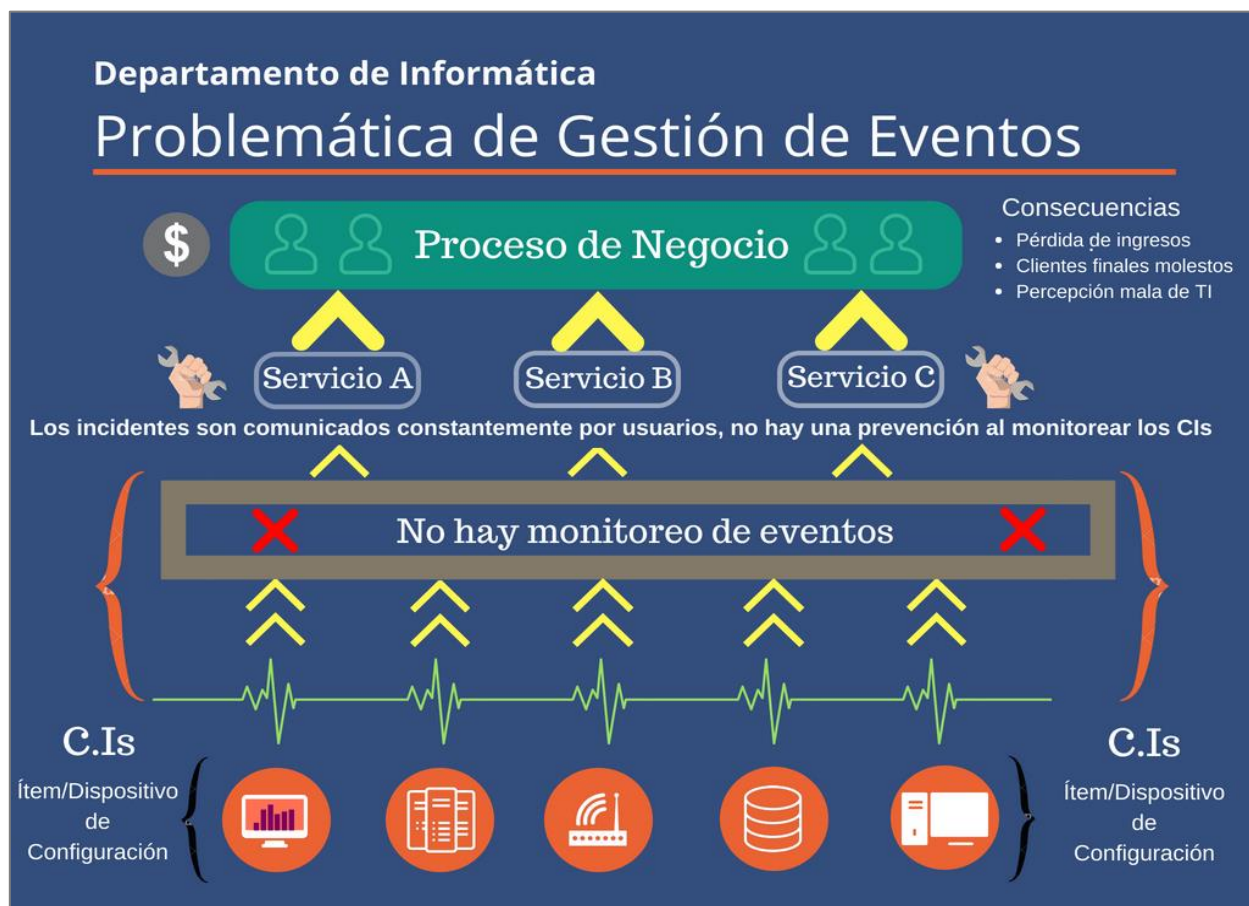 Departamento de Informática
Problemática de Gestión de Eventos
$
Proceso de Negocio
Consecuencias
• Pérdida de ingresos
• Clientes finales molestos
• Percepción mala de TI
Servicio A
Servicio B
Servicio C
Los incidentes son comunicados constantemente por usuarios, no hay una prevención al monitorear los CIs
No hay monitoreo de eventos
C.Is
Ítem/Dispositivo
de
Configuración
C.Is
Ítem/Dispositivo
de
Configuración